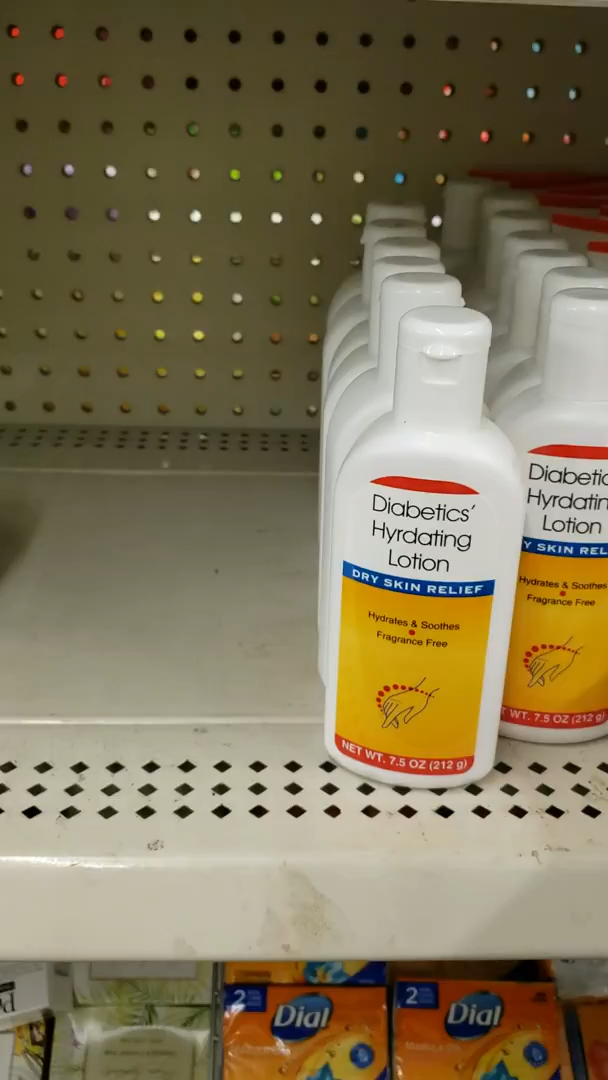 Diabetics'
Hyrdating
Lotion
DRY SKIN RELIEF
Hydrates & Soothes
Fragrance Free
NET WT. 7.5 OZ (212 g)
Diabetic
Hyrdatin
Lotion
Y SKIN REL
Hydrates & Soothes
Fragrance Free
T WT. 7.5 OZ (212 g)
2
Dial
2
Dial